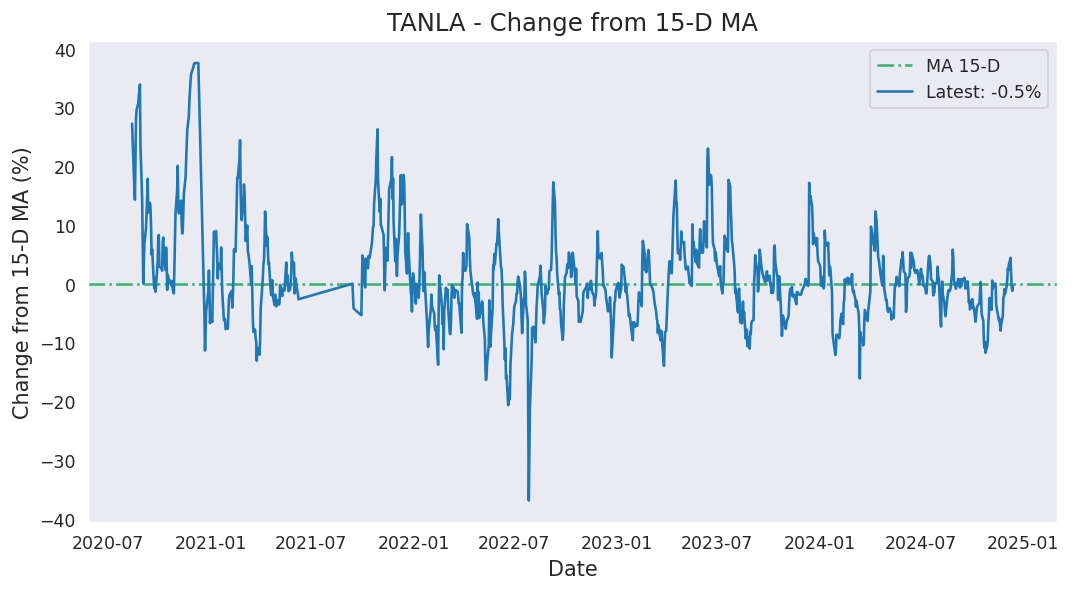 TANLA - Change from 15-D MA
MA 15-D
Latest: -0.5%
Change from 15-D MA (%)
40
30
20
10
0
−10
−20
−30
−40
2020-07 2021-01 2021-07 2022-01 2022-07 2023-01 2023-07 2024-01 2024-07 2025-01
Date